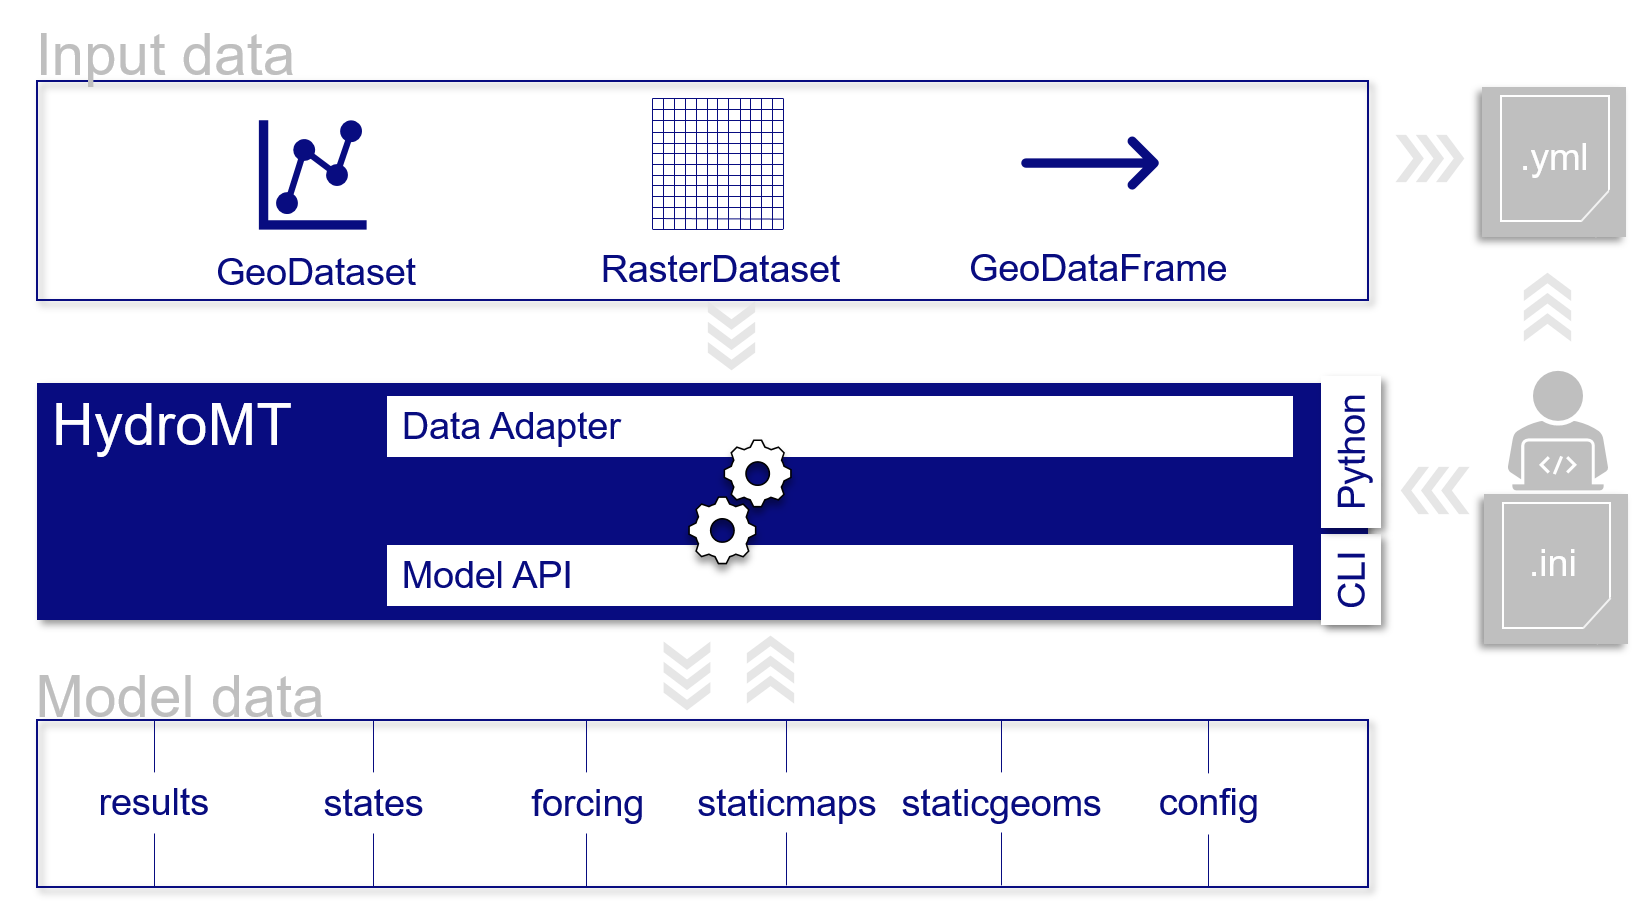 Input data
GeoDataset
RasterDataset
GeoDataFrame
.yml
HydroMT
Data Adapter
Model API
Python
CLI
</>
.ini
Model data
results
states
forcing
staticmaps
staticgeoms
config